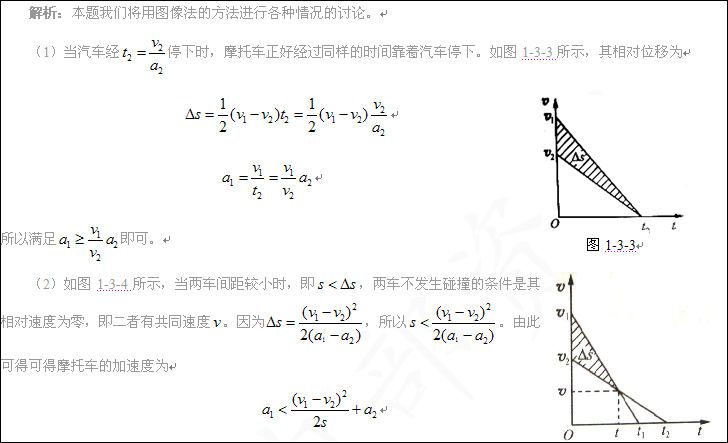 解析：本题我们将用图像法的方法进行各种情况的讨论。
（1）当汽车经 t₂ = v₂/a₂ 停下时，摩托车正好经过同样的时间靠着汽车停下。如图 1-3-3 所示，其相对位移为
Δs = 1/2 (v₁ − v₂)t₂ = 1/2 (v₁ − v₂) v₂/a₂
a₁ = v₁/t₂ = v₁/v₂ a₂
所以满足 a₁ ≥ v₁/v₂ a₂ 即可。
v
v₁
v₂
Δs
O
t₂
t
图 1-3-3
（2）如图 1-3-4 所示，当两车间距较小时，即 s < Δs，两车不发生碰撞的条件是其
相对速度为零，即二者有共同速度 v。因为 Δs = (v₁ − v₂)²/2(a₁ − a₂)，所以 s < (v₁ − v₂)²/2(a₁ − a₂)。由此
可得可得摩托车的加速度为
a₁ < (v₁ − v₂)²/2s + a₂
v
v₁
v₂
Δs
v
O
t
t₁
t₂
t